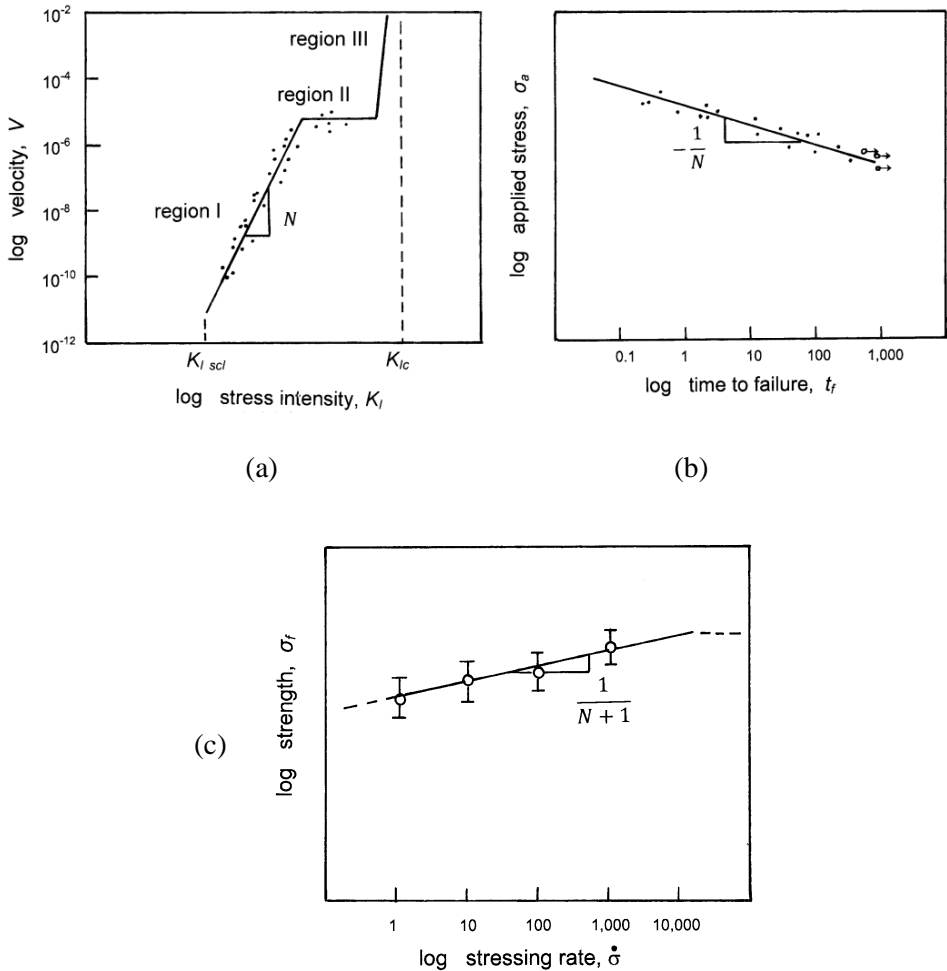 region III
region II
region I
N
10⁻²
10⁻⁴
10⁻⁶
10⁻⁸
10⁻¹⁰
10⁻¹²
log velocity, V
K_I scl
K_Ic
log stress intensity, K_I
(a)
log applied stress, σ_a
-1/N
0.1 1 10 100 1,000
log time to failure, t_f
(b)
log strength, σ_f
1/(N + 1)
(c)
1 10 100 1,000 10,000
log stressing rate, σ̇